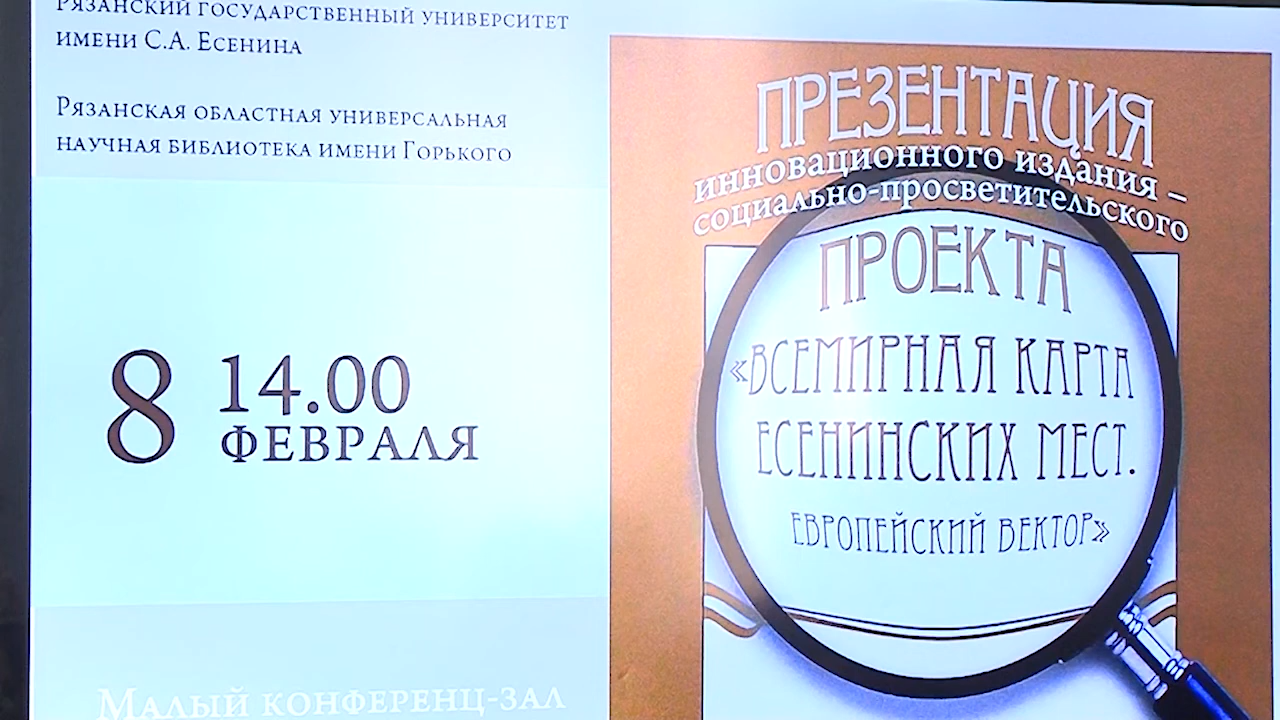 Рязанский государственный университет
имени С.А. Есенина
Рязанская областная универсальная
научная библиотека имени Горького
8
14.00
ФЕВРАЛЯ
Малый конференц-зал
ПРЕЗЕНТАЦИЯ
инновационного издания –
социально-просветительского
ПРОЕКТА
«ВСЕМИРНАЯ КАРТА
ЕСЕНИНСКИХ МЕСТ.
ЕВРОПЕЙСКИЙ ВЕКТОР»